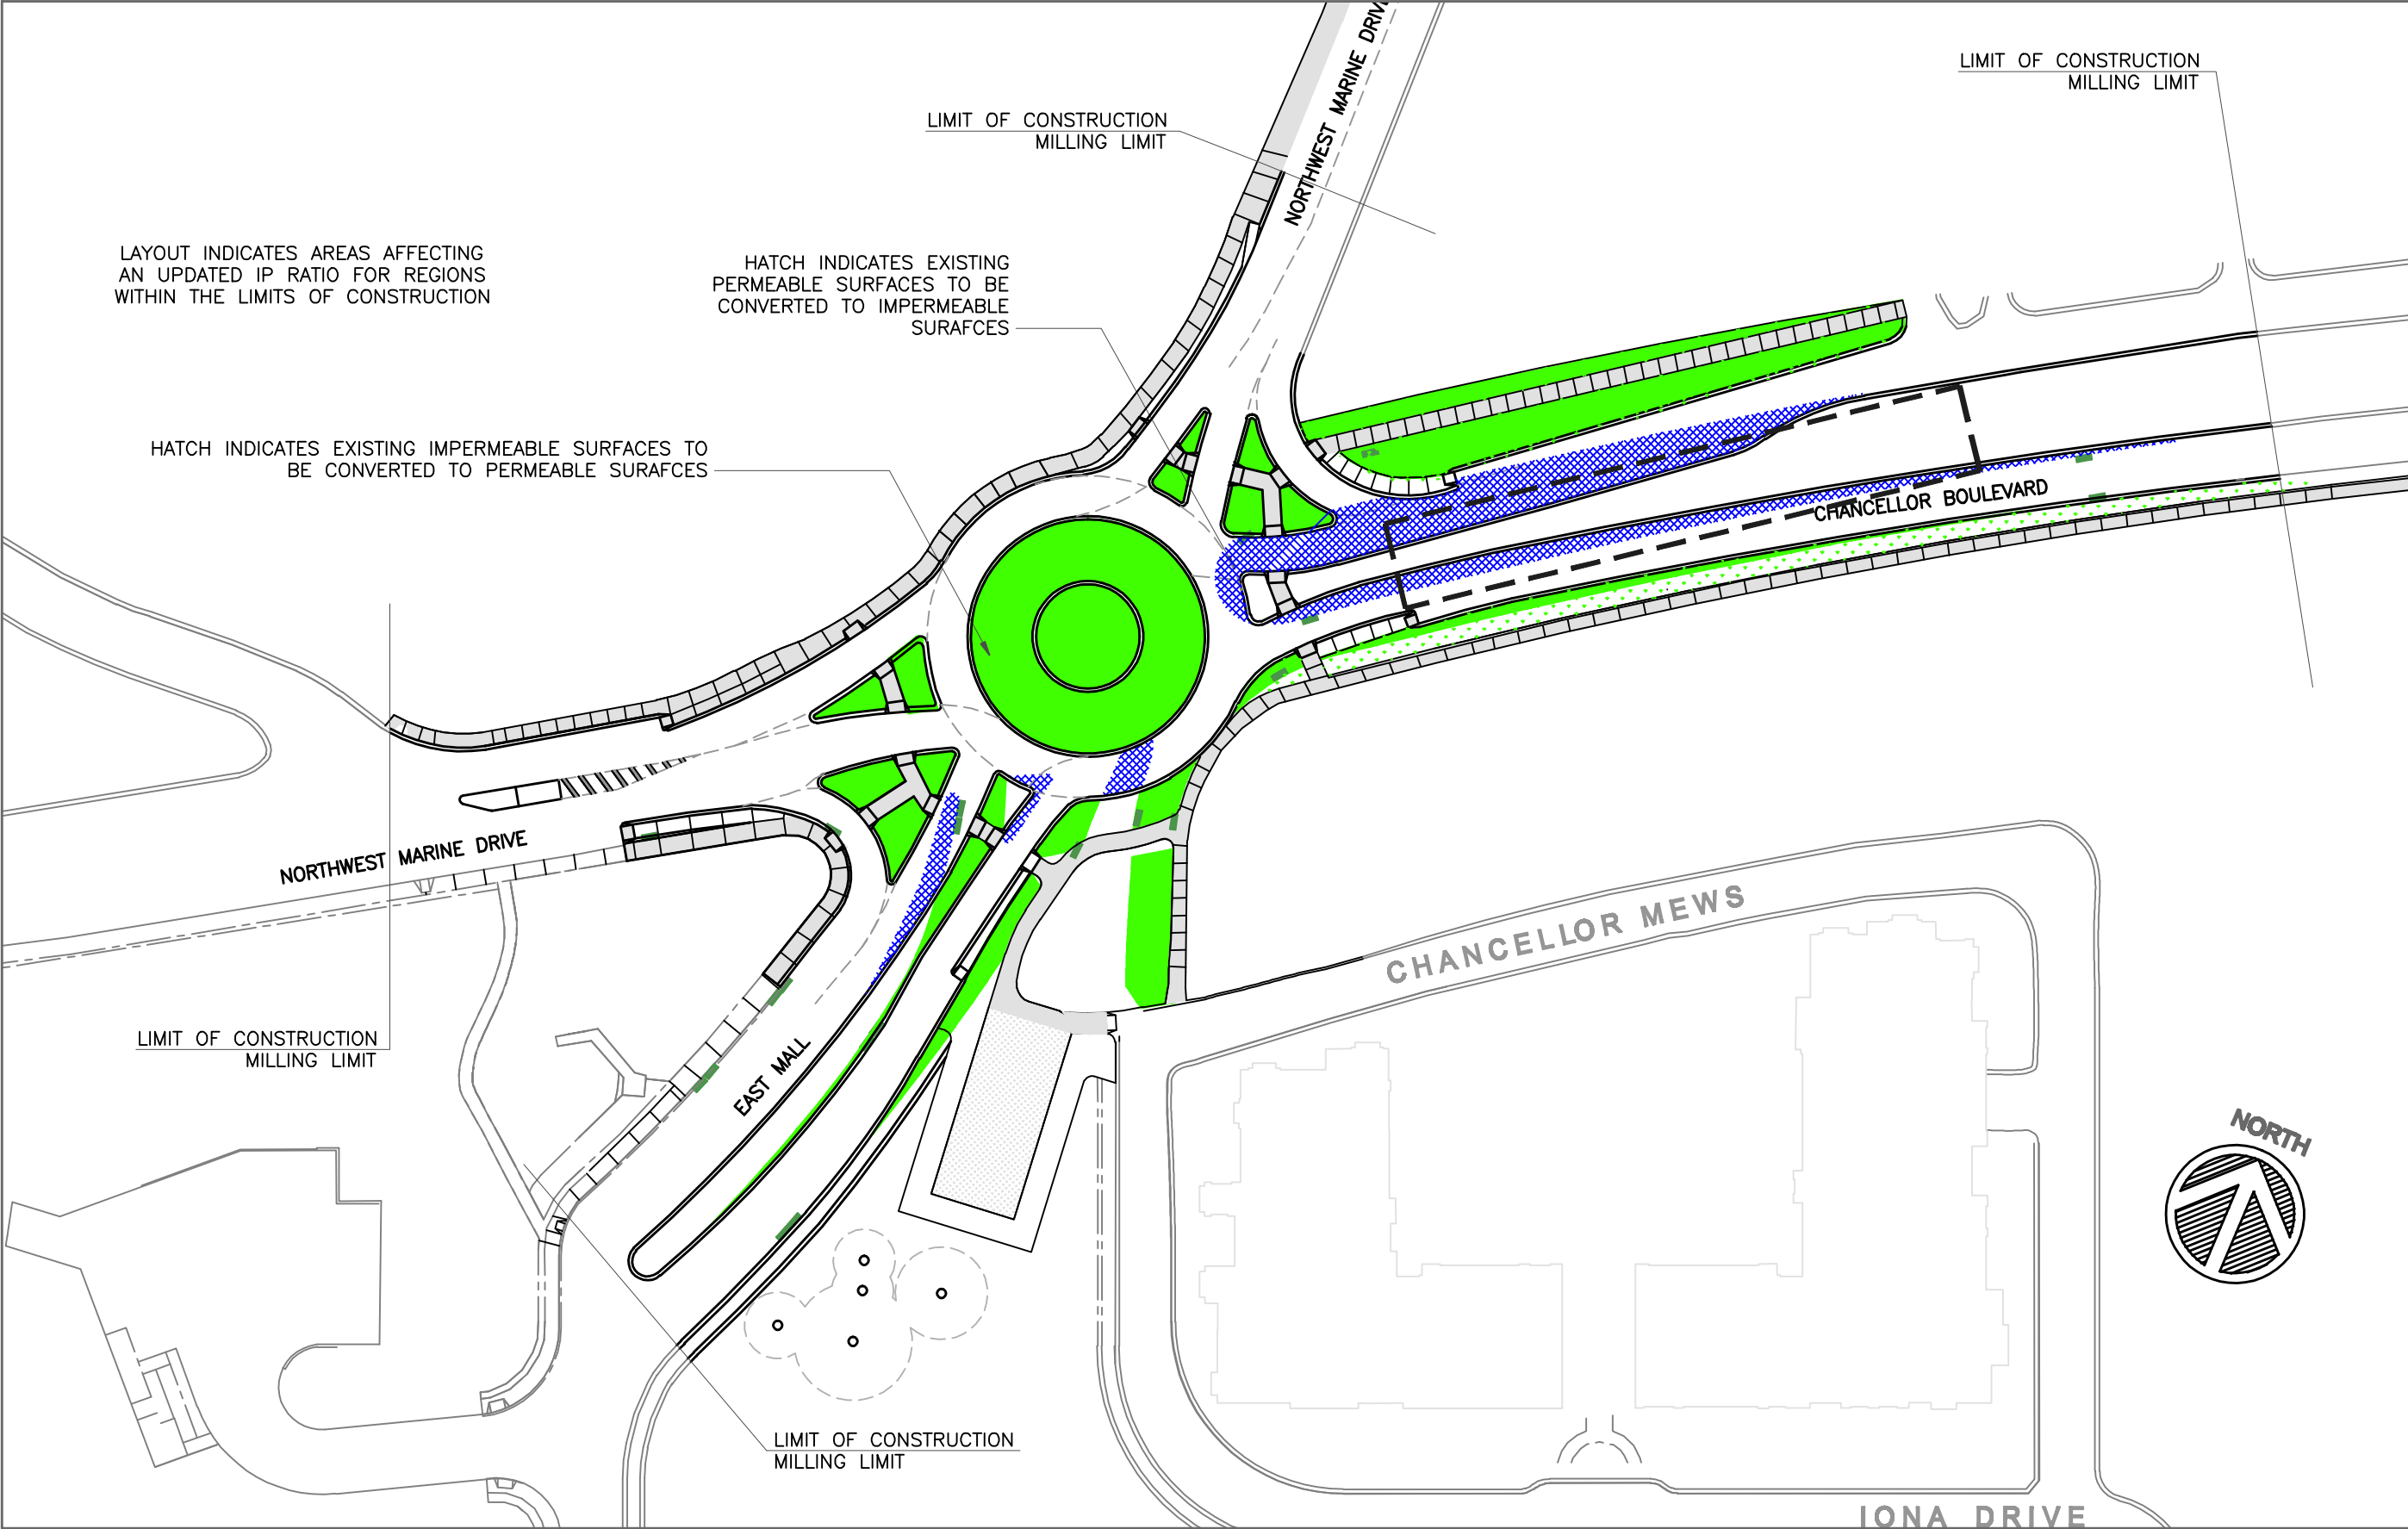 NORTHWEST MARINE DRIVE
LIMIT OF CONSTRUCTION
MILLING LIMIT
LIMIT OF CONSTRUCTION
MILLING LIMIT
LAYOUT INDICATES AREAS AFFECTING
AN UPDATED IP RATIO FOR REGIONS
WITHIN THE LIMITS OF CONSTRUCTION
HATCH INDICATES EXISTING
PERMEABLE SURFACES TO BE
CONVERTED TO IMPERMEABLE
SURAFCES
HATCH INDICATES EXISTING IMPERMEABLE SURFACES TO
BE CONVERTED TO PERMEABLE SURAFCES
CHANCELLOR BOULEVARD
NORTHWEST MARINE DRIVE
CHANCELLOR MEWS
LIMIT OF CONSTRUCTION
MILLING LIMIT
EAST MALL
NORTH
LIMIT OF CONSTRUCTION
MILLING LIMIT
IONA DRIVE